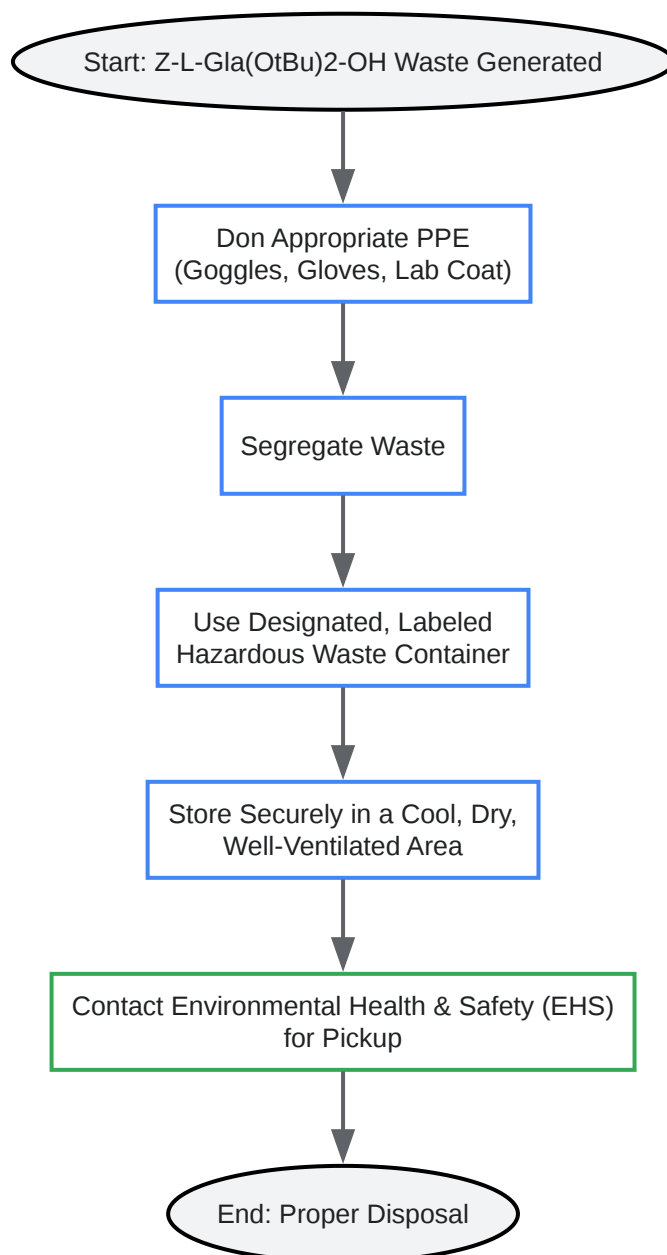 Start: Z-L-Gla(OtBu)2-OH Waste Generated
Don Appropriate PPE
(Goggles, Gloves, Lab Coat)
Segregate Waste
Use Designated, Labeled
Hazardous Waste Container
Store Securely in a Cool, Dry,
Well-Ventilated Area
Contact Environmental Health & Safety (EHS)
for Pickup
End: Proper Disposal